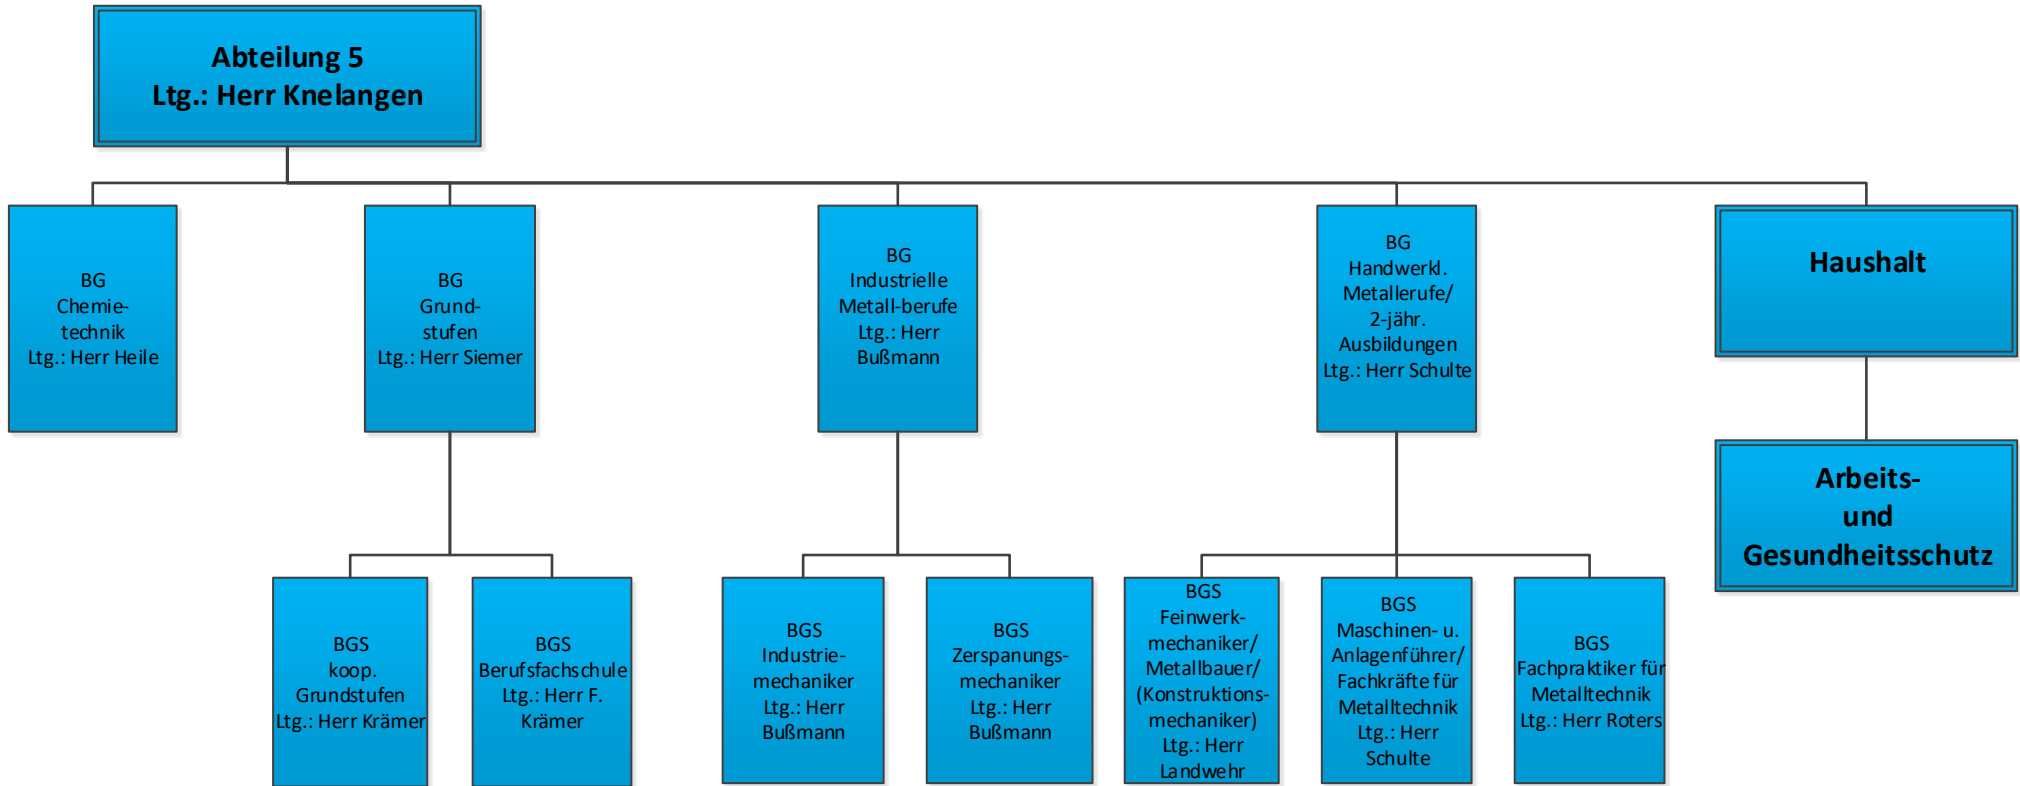 Abteilung 5
Ltg.: Herr Knelangen
BG
Chemie-
technik
Ltg.: Herr Heile
BG
Grund-
stufen
Ltg.: Herr Siemer
BG
Industrielle
Metall-berufe
Ltg.: Herr
Bußmann
BG
Handwerkl.
Metallerufe/
2-jähr.
Ausbildungen
Ltg.: Herr Schulte
Haushalt
Arbeits-
und
Gesundheitsschutz
BGS
koop.
Grundstufen
Ltg.: Herr Krämer
BGS
Berufsfachschule
Ltg.: Herr F.
Krämer
BGS
Industrie-
mechaniker
Ltg.: Herr
Bußmann
BGS
Zerspanungs-
mechaniker
Ltg.: Herr
Bußmann
BGS
Feinwerk-
mechaniker/
Metallbauer/
(Konstruktions-
mechaniker)
Ltg.: Herr
Landwehr
BGS
Maschinen- u.
Anlagenführer/
Fachkräfte für
Metalltechnik
Ltg.: Herr
Schulte
BGS
Fachpraktiker für
Metalltechnik
Ltg.: Herr Roters